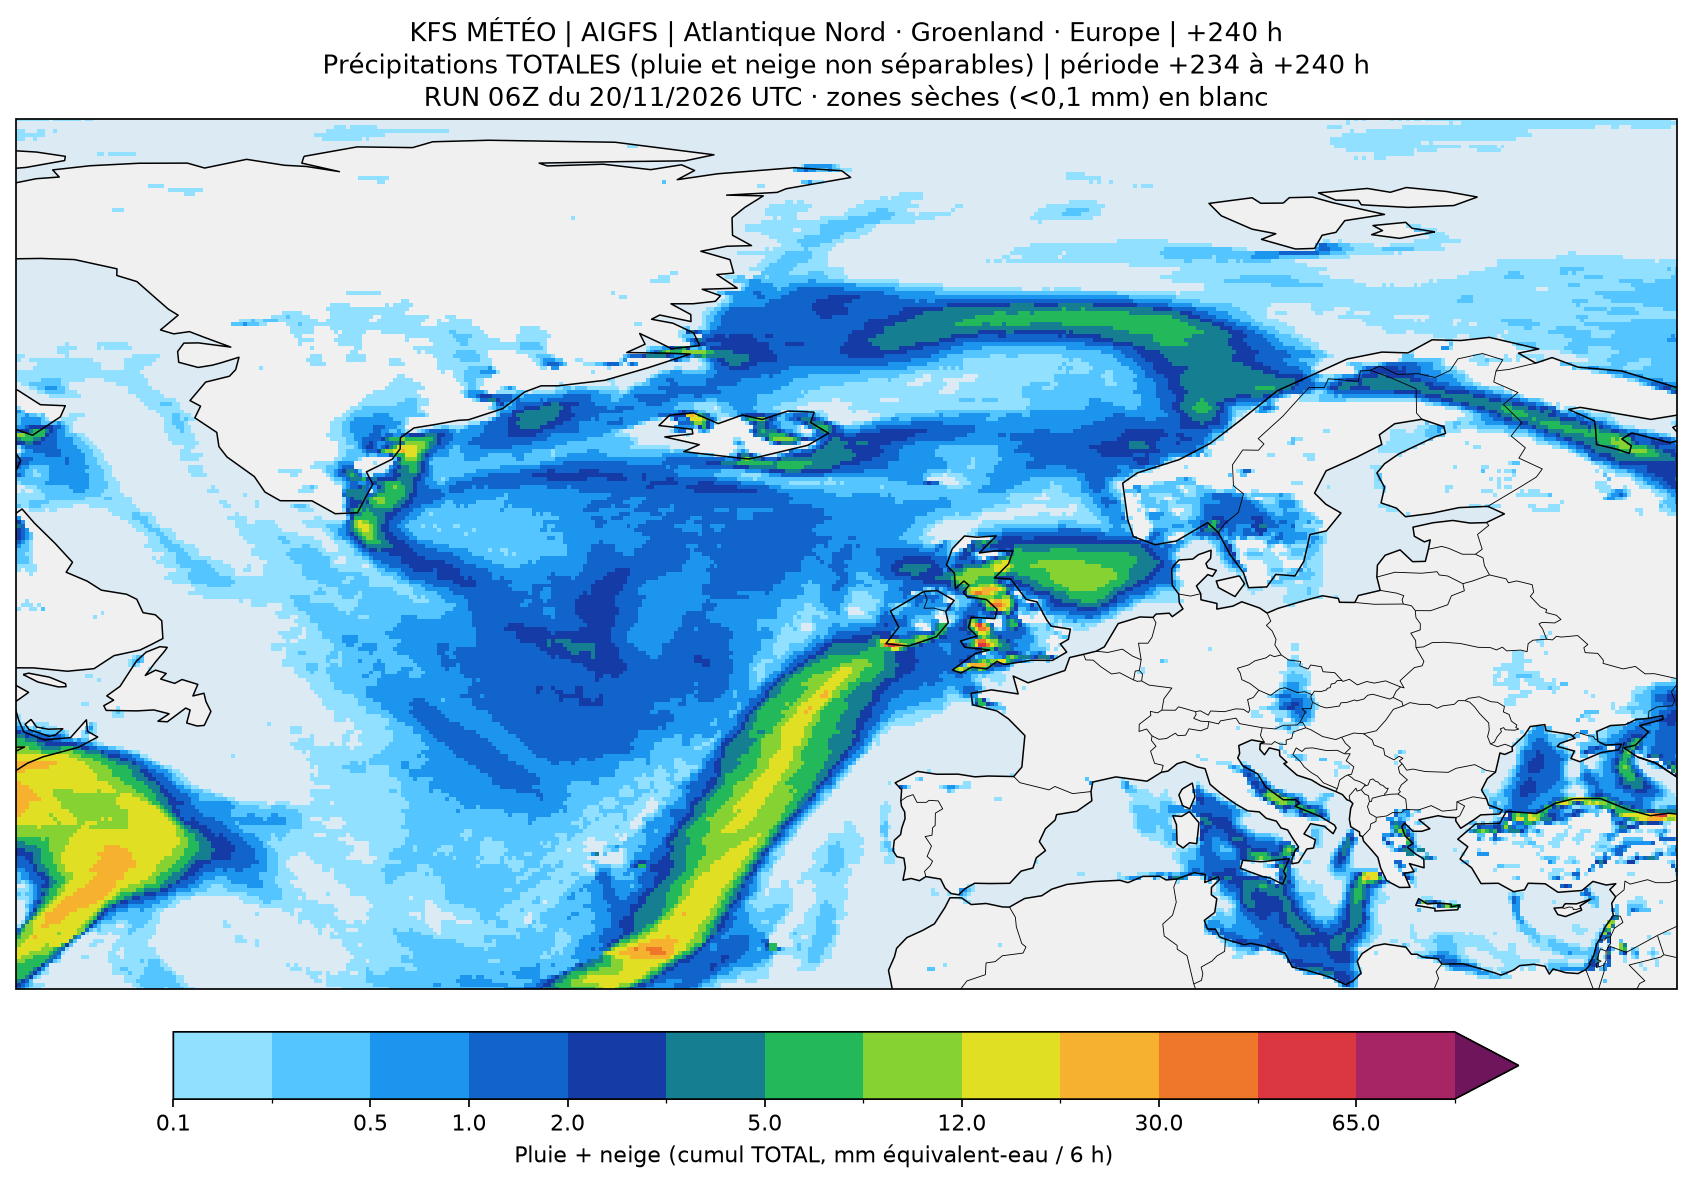 KFS MÉTÉO | AIGFS | Atlantique Nord · Groenland · Europe | +240 h
Précipitations TOTALES (pluie et neige non séparables) | période +234 à +240 h
RUN 06Z du 20/11/2026 UTC · zones sèches (<0,1 mm) en blanc
0.1 0.5 1.0 2.0 5.0 12.0 30.0 65.0
Pluie + neige (cumul TOTAL, mm équivalent-eau / 6 h)